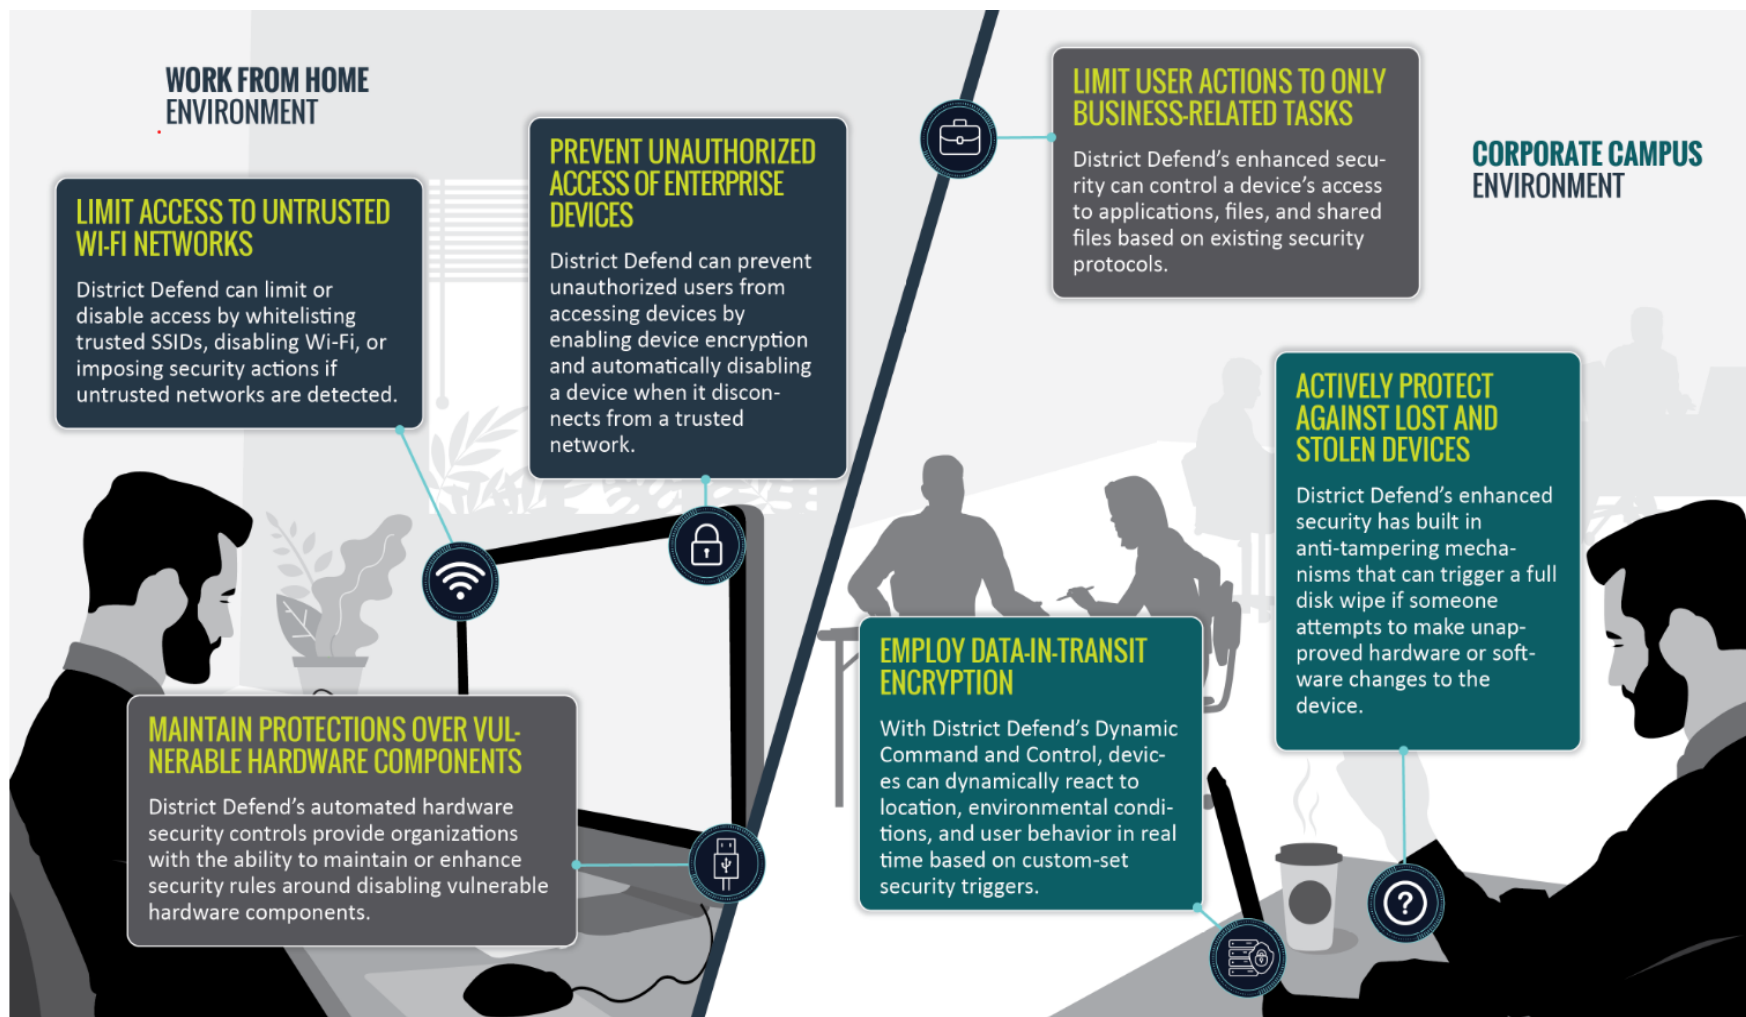 WORK FROM HOME
ENVIRONMENT
LIMIT ACCESS TO UNTRUSTED
WI-FI NETWORKS
District Defend can limit or
disable access by whitelisting
trusted SSIDs, disabling Wi-Fi, or
imposing security actions if
untrusted networks are detected.
PREVENT UNAUTHORIZED
ACCESS OF ENTERPRISE
DEVICES
District Defend can prevent
unauthorized users from
accessing devices by
enabling device encryption
and automatically disabling
a device when it discon-
nects from a trusted
network.
MAINTAIN PROTECTIONS OVER VUL-
NERABLE HARDWARE COMPONENTS
District Defend's automated hardware
security controls provide organizations
with the ability to maintain or enhance
security rules around disabling vulnerable
hardware components.
LIMIT USER ACTIONS TO ONLY
BUSINESS-RELATED TASKS
District Defend's enhanced secu-
rity can control a device's access
to applications, files, and shared
files based on existing security
protocols.
CORPORATE CAMPUS
ENVIRONMENT
EMPLOY DATA-IN-TRANSIT
ENCRYPTION
With District Defend's Dynamic
Command and Control, devic-
es can dynamically react to
location, environmental condi-
tions, and user behavior in real
time based on custom-set
security triggers.
ACTIVELY PROTECT
AGAINST LOST AND
STOLEN DEVICES
District Defend's enhanced
security has built in
anti-tampering mecha-
nisms that can trigger a full
disk wipe if someone
attempts to make unap-
proved hardware or soft-
ware changes to the
device.
?